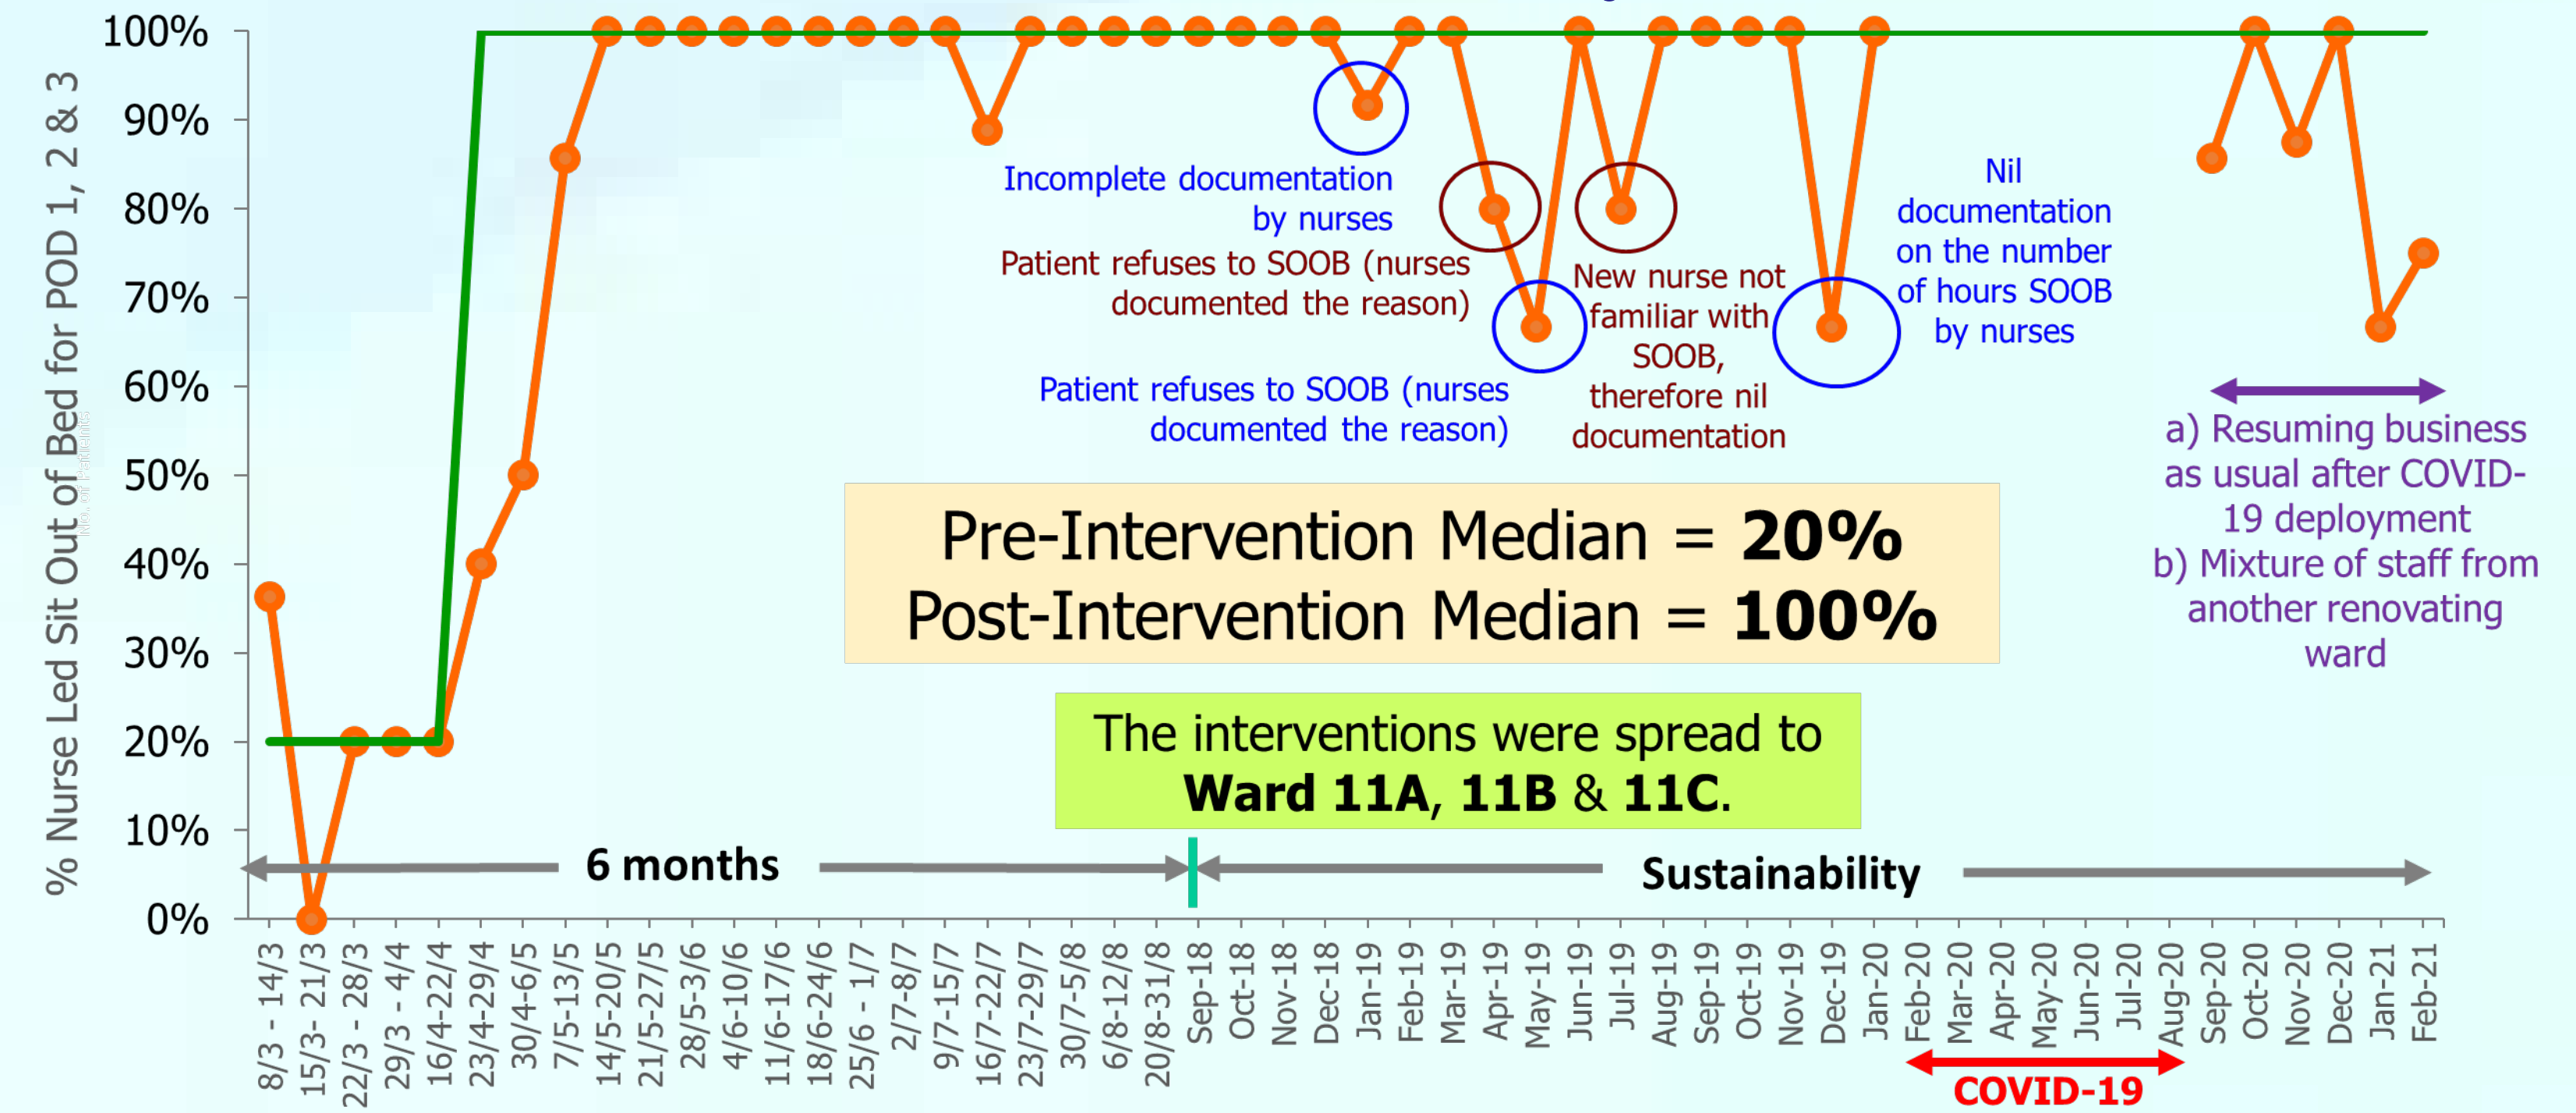 % Nurse Led Sit Out of Bed for POD 1, 2 & 3
No. of Patients
100%
90%
80%
70%
60%
50%
40%
30%
20%
10%
0%
Incomplete documentation
by nurses
Patient refuses to SOOB (nurses
documented the reason)
Patient refuses to SOOB (nurses
documented the reason)
New nurse not
familiar with
SOOB,
therefore nil
documentation
Nil
documentation
on the number
of hours SOOB
by nurses
a) Resuming business
as usual after COVID-
19 deployment
b) Mixture of staff from
another renovating
ward
Pre-Intervention Median = 20%
Post-Intervention Median = 100%
The interventions were spread to
Ward 11A, 11B & 11C.
6 months
Sustainability
8/3 - 14/3
15/3- 21/3
22/3 - 28/3
29/3 - 4/4
16/4-22/4
23/4-29/4
30/4-6/5
7/5-13/5
14/5-20/5
21/5-27/5
28/5-3/6
4/6-10/6
11/6-17/6
18/6-24/6
25/6 - 1/7
2/7-8/7
9/7-15/7
16/7-22/7
23/7-29/7
30/7-5/8
6/8-12/8
20/8-31/8
Sep-18
Oct-18
Nov-18
Dec-18
Jan-19
Feb-19
Mar-19
Apr-19
May-19
Jun-19
Jul-19
Aug-19
Sep-19
Oct-19
Nov-19
Dec-19
Jan-20
Feb-20
Mar-20
Apr-20
May-20
Jun-20
Jul-20
Aug-20
Sep-20
Oct-20
Nov-20
Dec-20
Jan-21
Feb-21
COVID-19